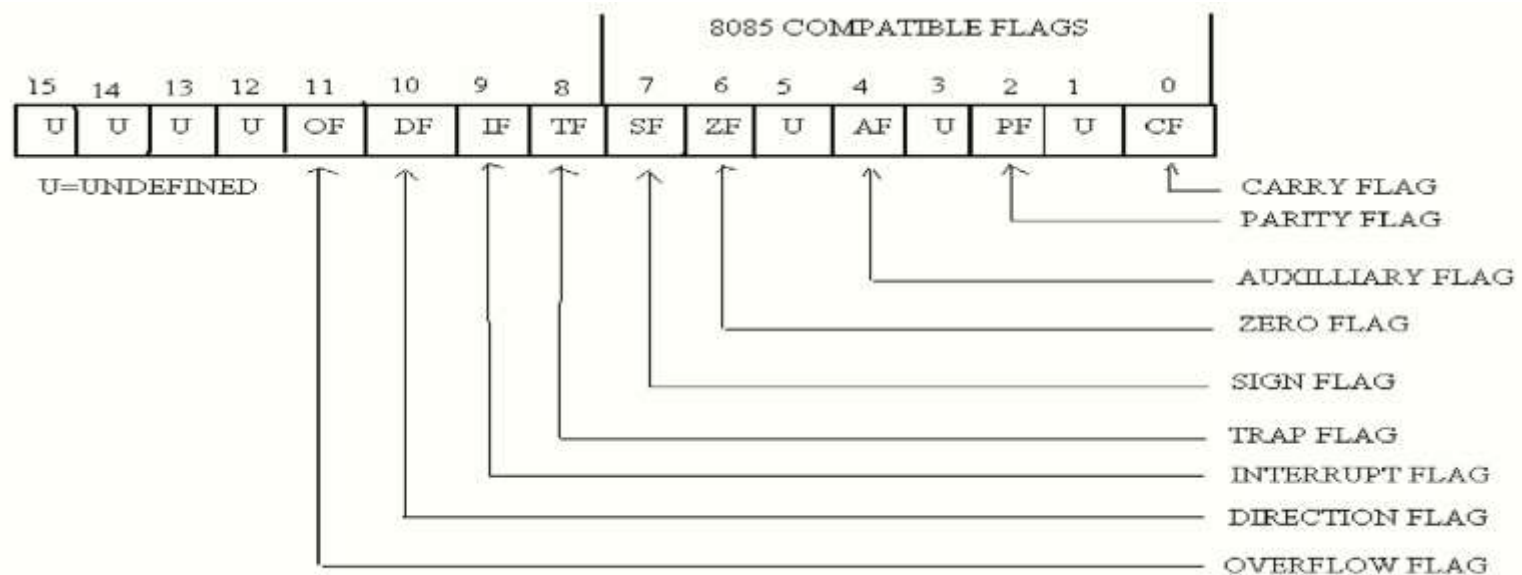 8085 COMPATIBLE FLAGS
15 14 13 12 11 10 9 8 7 6 5 4 3 2 1 0
U U U U OF DF IF TF SF ZF U AF U PF U CF
U=UNDEFINED
CARRY FLAG
PARITY FLAG
AUXILLIARY FLAG
ZERO FLAG
SIGN FLAG
TRAP FLAG
INTERRUPT FLAG
DIRECTION FLAG
OVERFLOW FLAG